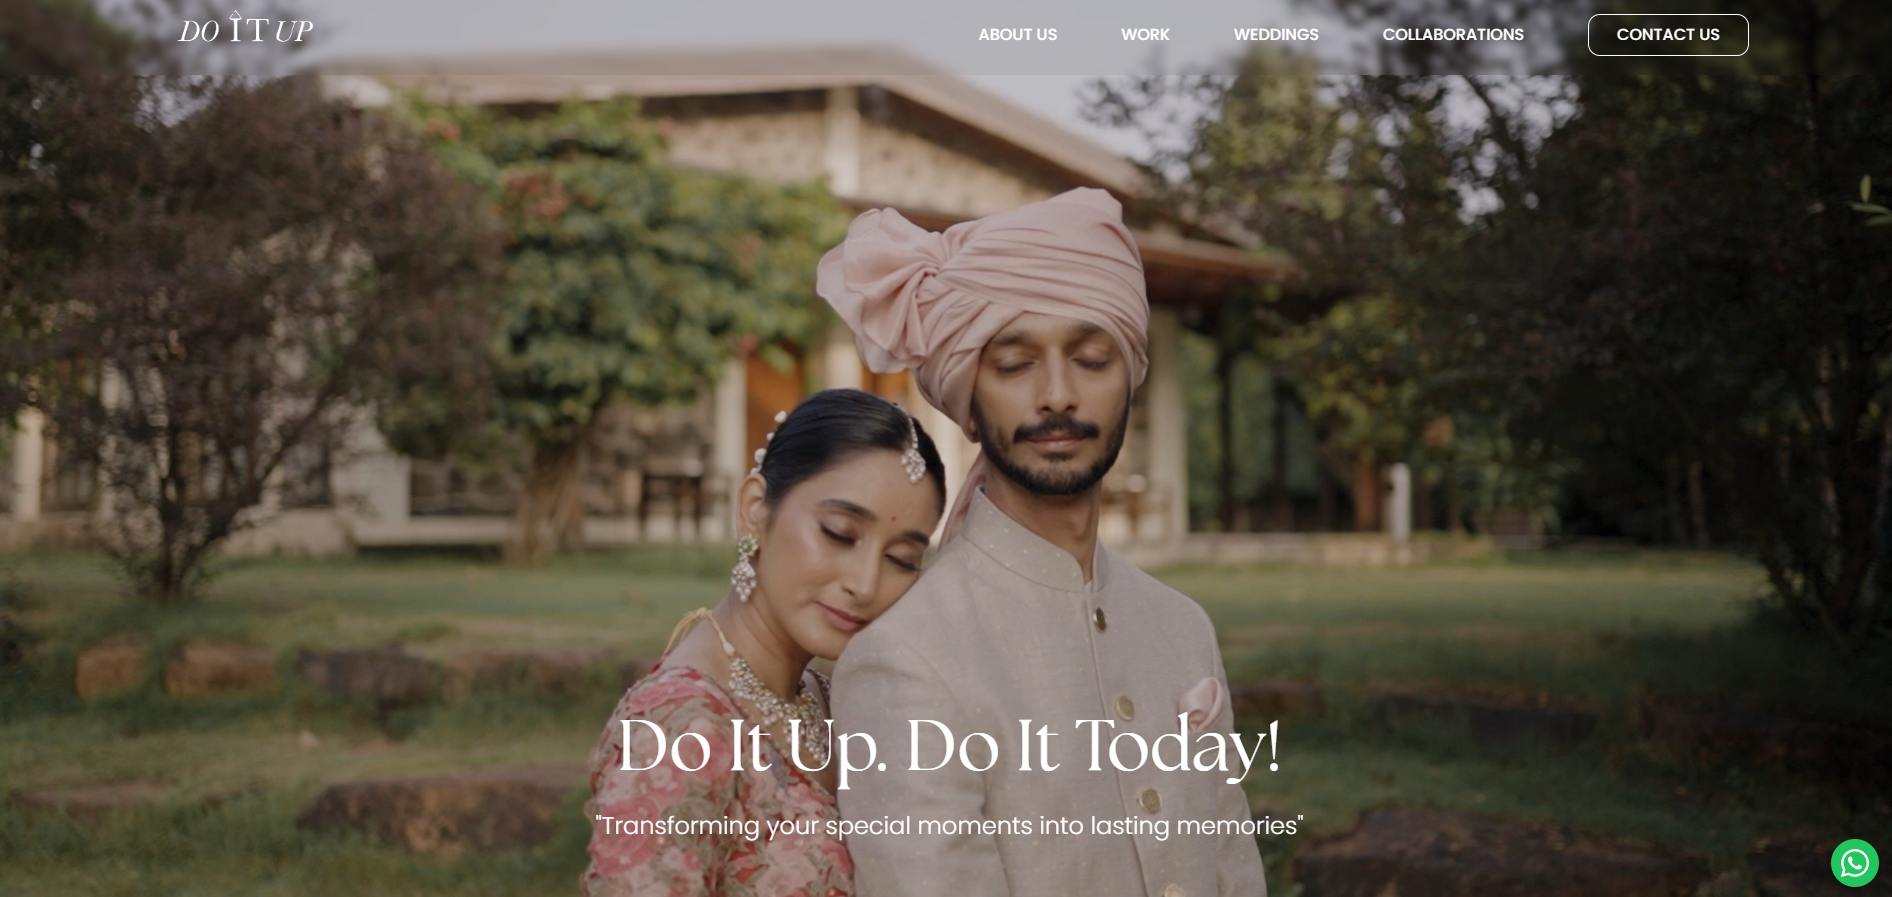 DO IT UP
ABOUT US
WORK
WEDDINGS
COLLABORATIONS
CONTACT US
Do It Up. Do It Today!
"Transforming your special moments into lasting memories"